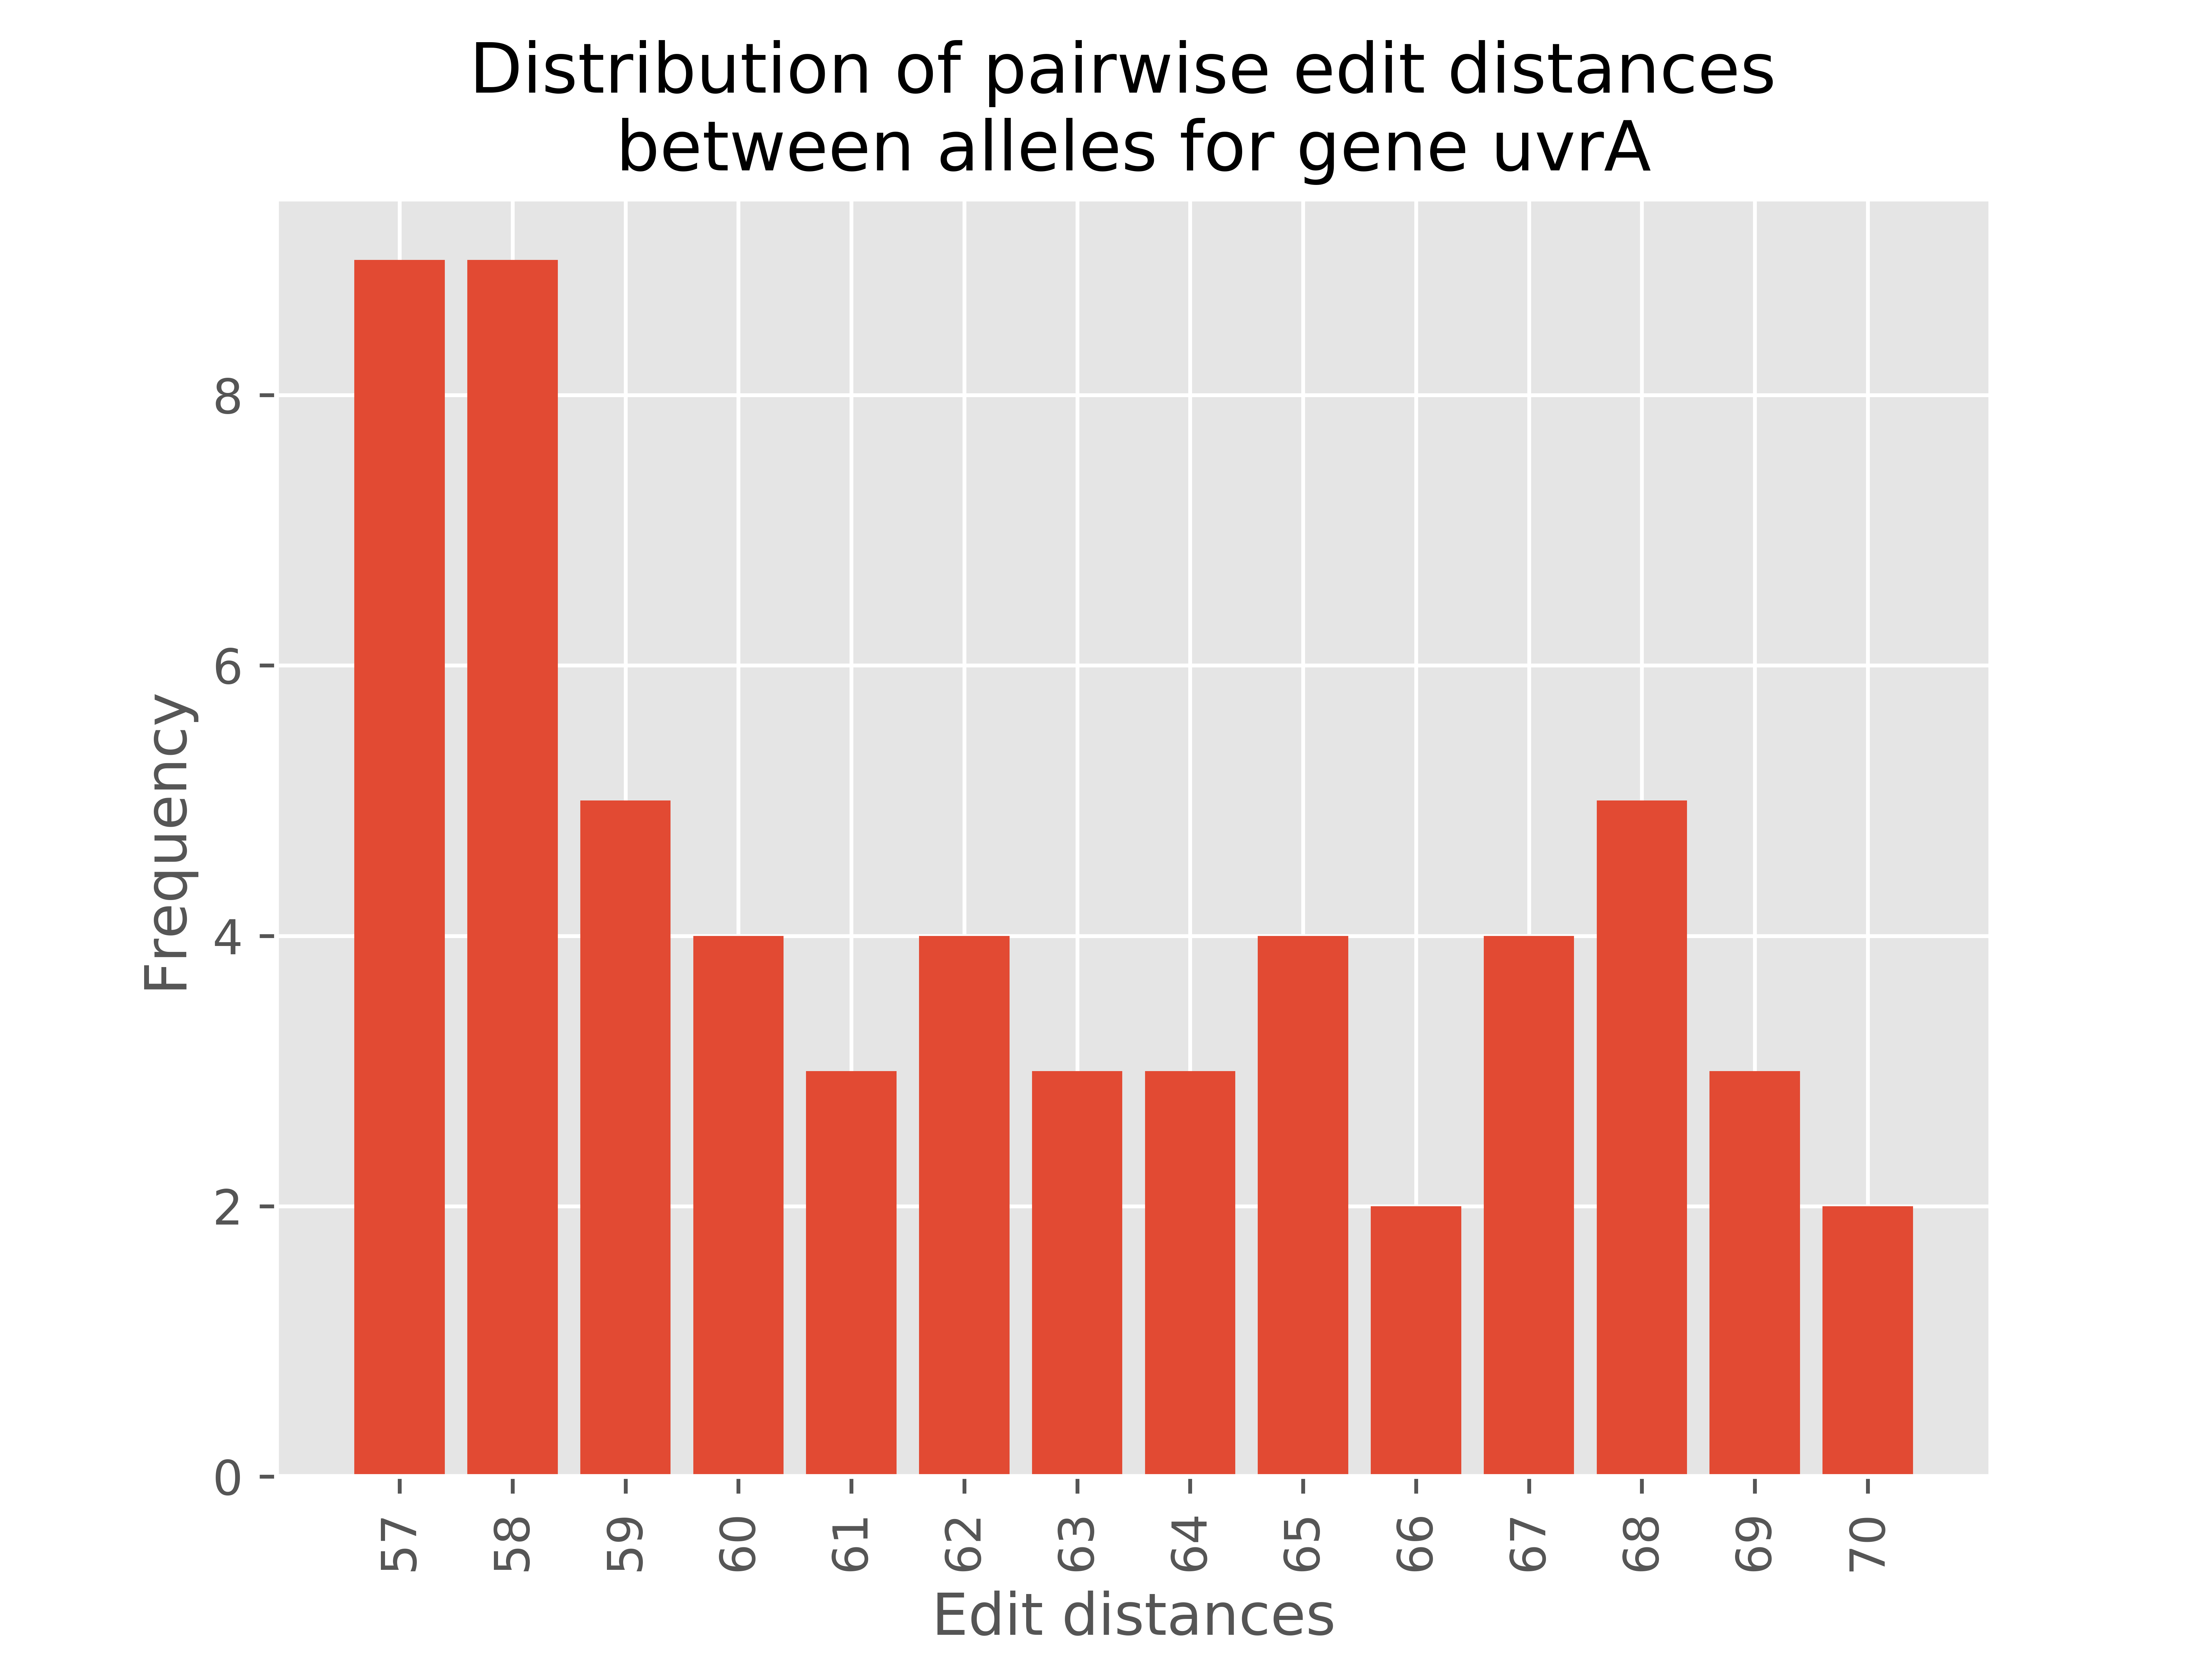 Distribution of pairwise edit distances
between alleles for gene uvrA
Frequency
8
6
4
2
0
57 58 59 60 61 62 63 64 65 66 67 68 69 70
Edit distances